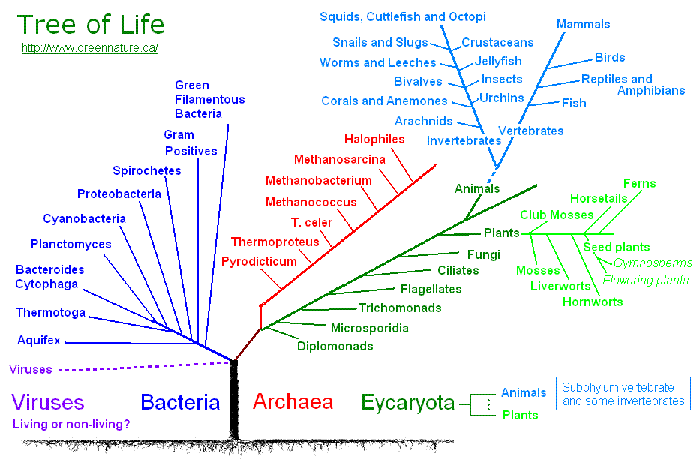 Tree of Life
http://www.greennature.ca/
Squids, Cuttlefish and Octopi
Mammals
Snails and Slugs
Crustaceans
Worms and Leeches
Jellyfish
Birds
Bivalves
Insects
Reptiles and
Amphibians
Corals and Anemones
Urchins
Fish
Arachnids
Invertebrates
Vertebrates
Green
Filamentous
Bacteria
Gram
Positives
Spirochetes
Proteobacteria
Cyanobacteria
Planctomyces
Bacteroides
Cytophaga
Thermotoga
Aquifex
Viruses
Halophiles
Methanosarcina
Methanobacterium
Methanococcus
T. celer
Thermoproteus
Pyrodicticum
Animals
Plants
Fungi
Ciliates
Flagellates
Trichomonads
Microsporidia
Diplomonads
Ferns
Horsetails
Club Mosses
Seed plants
Gymnosperms
Flowering plants
Mosses
Liverworts
Hornworts
Viruses
Living or non-living?
Bacteria
Archaea
Eycaryota
Animals
Plants
Subphylum vertebrate
and some invertebrates